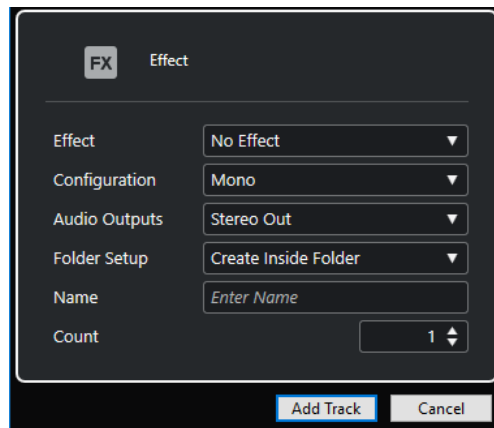 FX Effect
Effect No Effect
Configuration Mono
Audio Outputs Stereo Out
Folder Setup Create Inside Folder
Name Enter Name
Count 1
Add Track Cancel